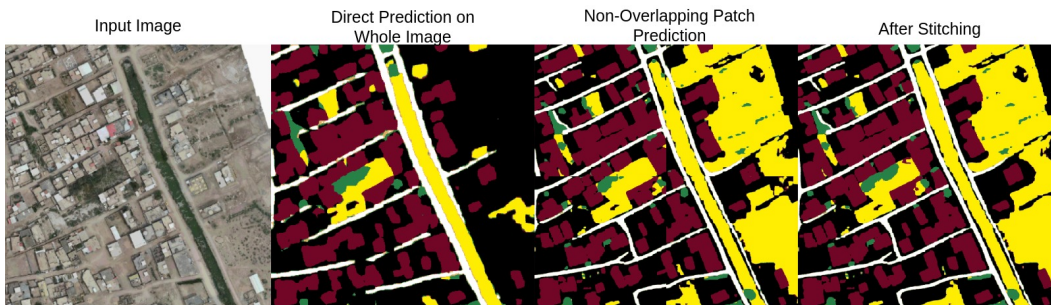 Input Image
Direct Prediction on
Whole Image
Non-Overlapping Patch
Prediction
After Stitching